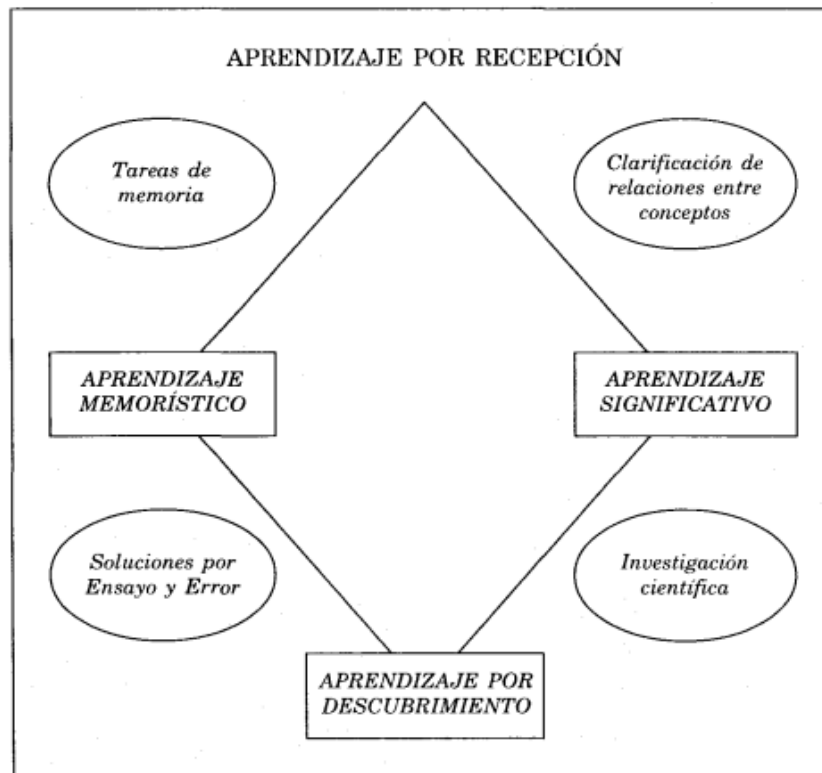 APRENDIZAJE POR RECEPCIÓN
Tareas de
memoria
Clarificación de
relaciones entre
conceptos
APRENDIZAJE
MEMORÍSTICO
APRENDIZAJE
SIGNIFICATIVO
Soluciones por
Ensayo y Error
Investigación
científica
APRENDIZAJE POR
DESCUBRIMIENTO